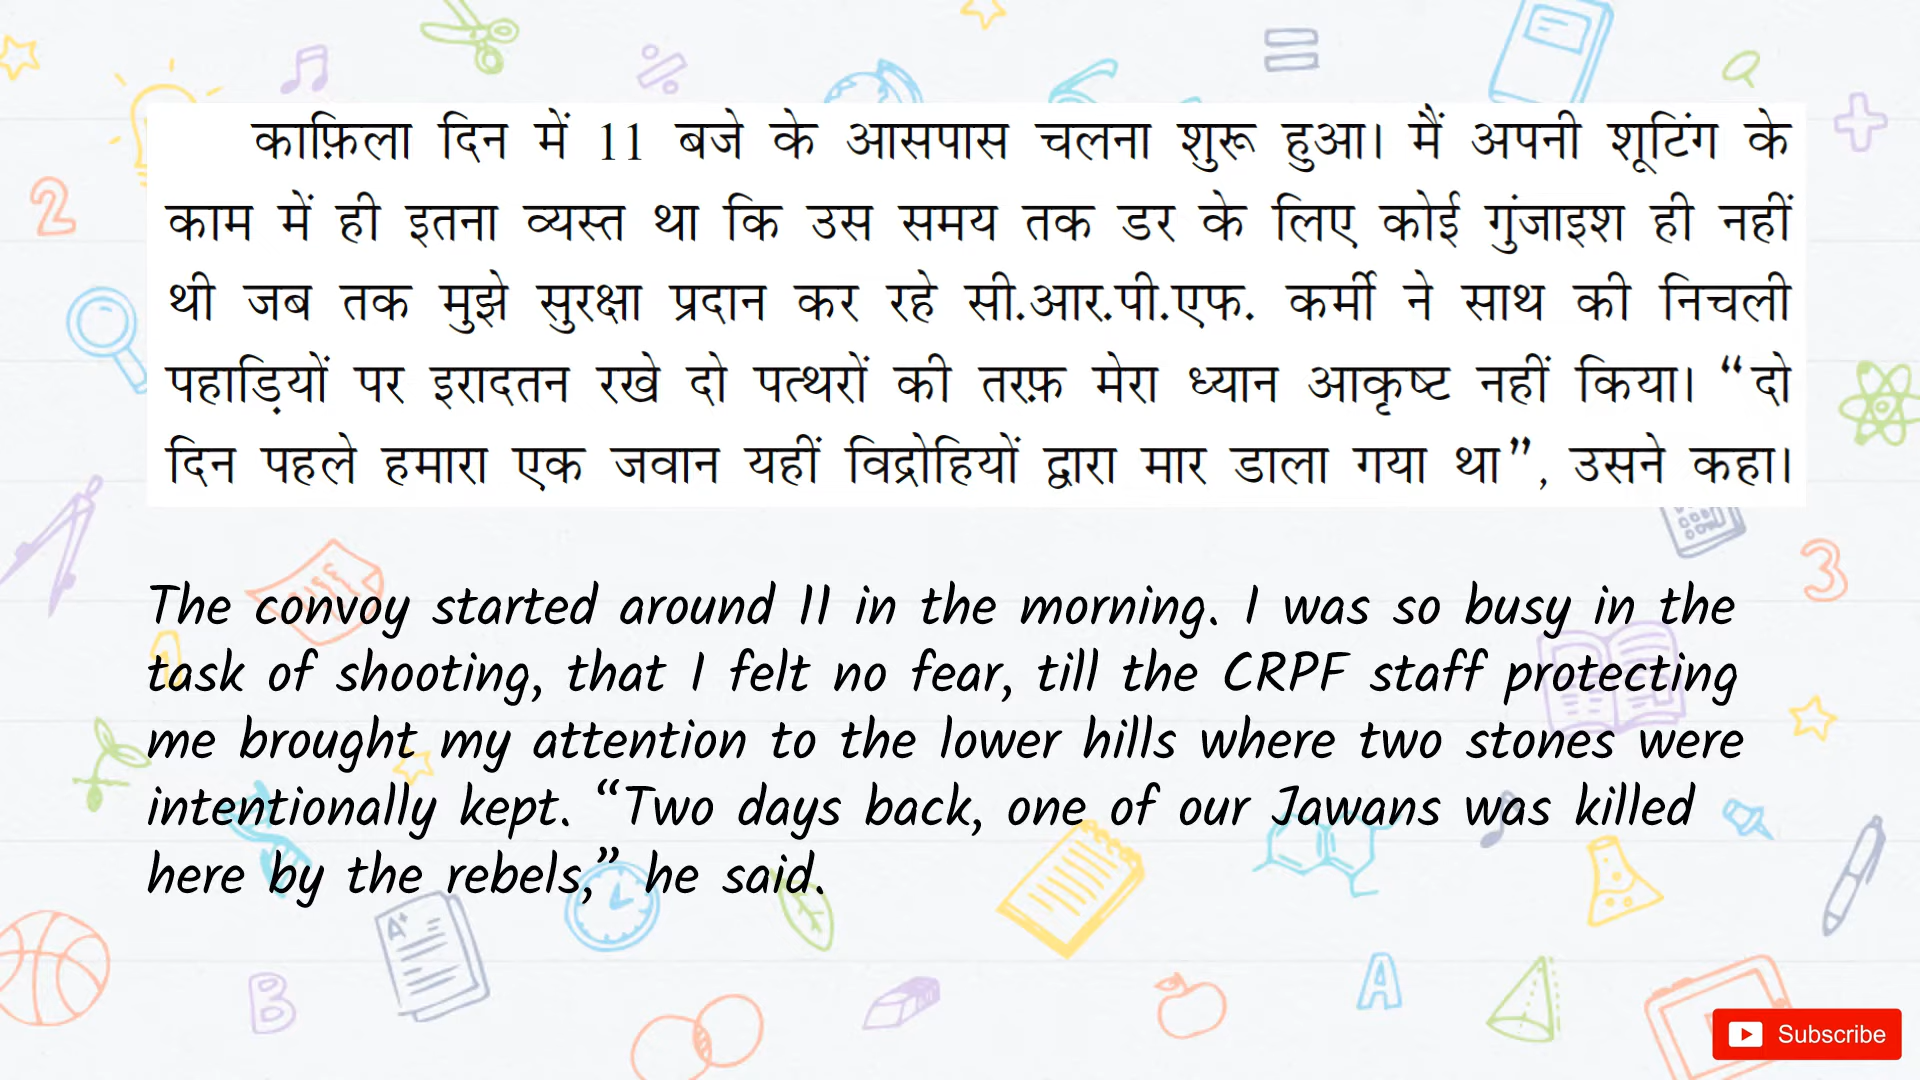 काफ़िला दिन में 11 बजे के आसपास चलना शुरू हुआ। मैं अपनी शूटिंग के
काम में ही इतना व्यस्त था कि उस समय तक डर के लिए कोई गुंजाइश ही नहीं
थी जब तक मुझे सुरक्षा प्रदान कर रहे सी.आर.पी.एफ. कर्मी ने साथ की निचली
पहाड़ियों पर इरादतन रखे दो पत्थरों की तरफ़ मेरा ध्यान आकृष्ट नहीं किया। “दो
दिन पहले हमारा एक जवान यहीं विद्रोहियों द्वारा मार डाला गया था”, उसने कहा।
The convoy started around 11 in the morning. I was so busy in the
task of shooting, that I felt no fear, till the CRPF staff protecting
me brought my attention to the lower hills where two stones were
intentionally kept. “Two days back, one of our Jawans was killed
here by the rebels,” he said.
2
3
1
A+
B
A
Subscribe